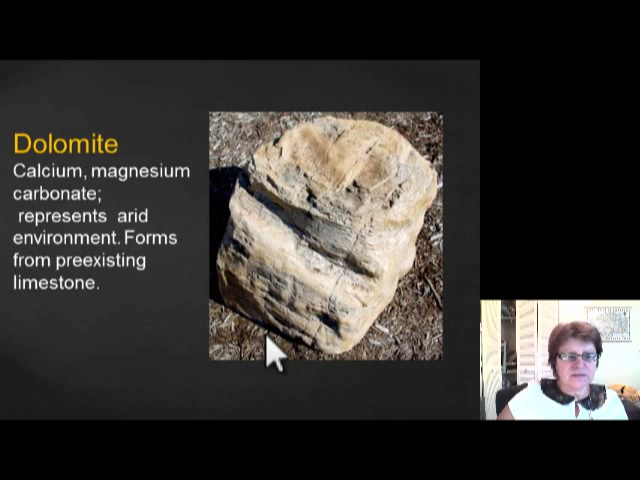 Dolomite
Calcium, magnesium
carbonate;
represents arid
environment. Forms
from preexisting
limestone.